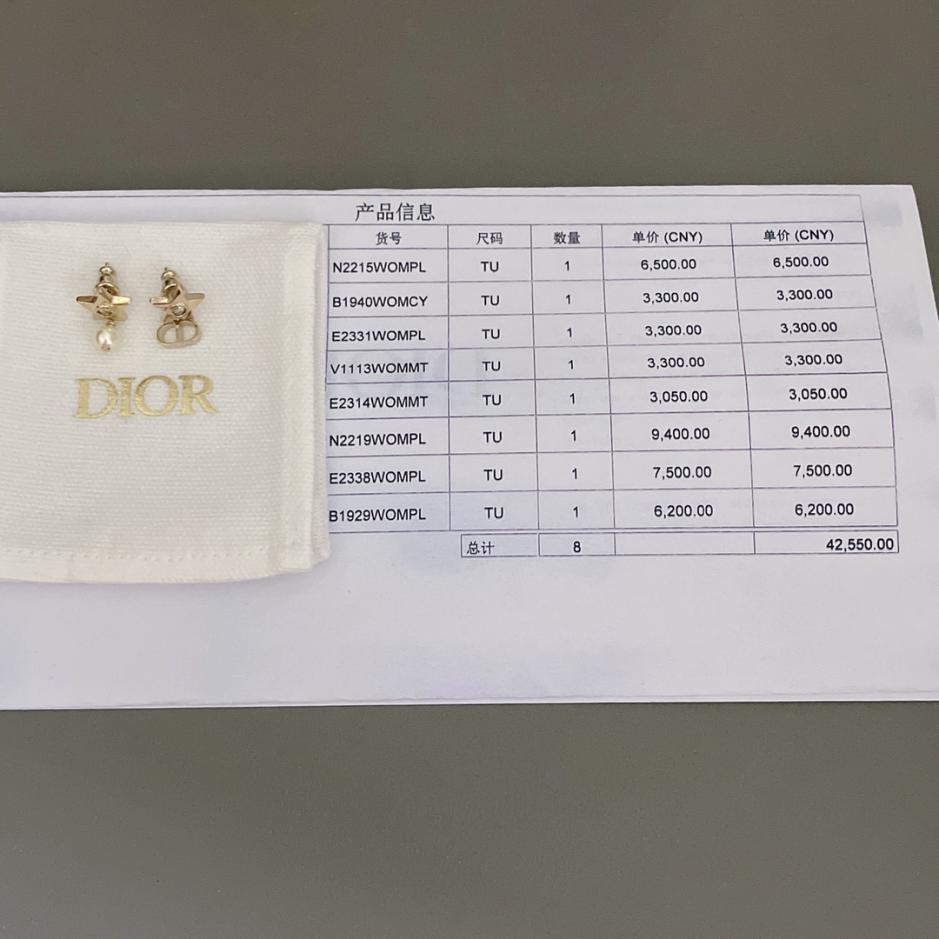 产品信息
货号 尺码 数量 单价 (CNY) 单价 (CNY)
N2215WOMPL TU 1 6,500.00 6,500.00
B1940WOMCY TU 1 3,300.00 3,300.00
E2331WOMPL TU 1 3,300.00 3,300.00
V1113WOMMT TU 1 3,300.00 3,300.00
E2314WOMMT TU 1 3,050.00 3,050.00
N2219WOMPL TU 1 9,400.00 9,400.00
E2338WOMPL TU 1 7,500.00 7,500.00
B1929WOMPL TU 1 6,200.00 6,200.00
总计 8 42,550.00
CD
DIOR